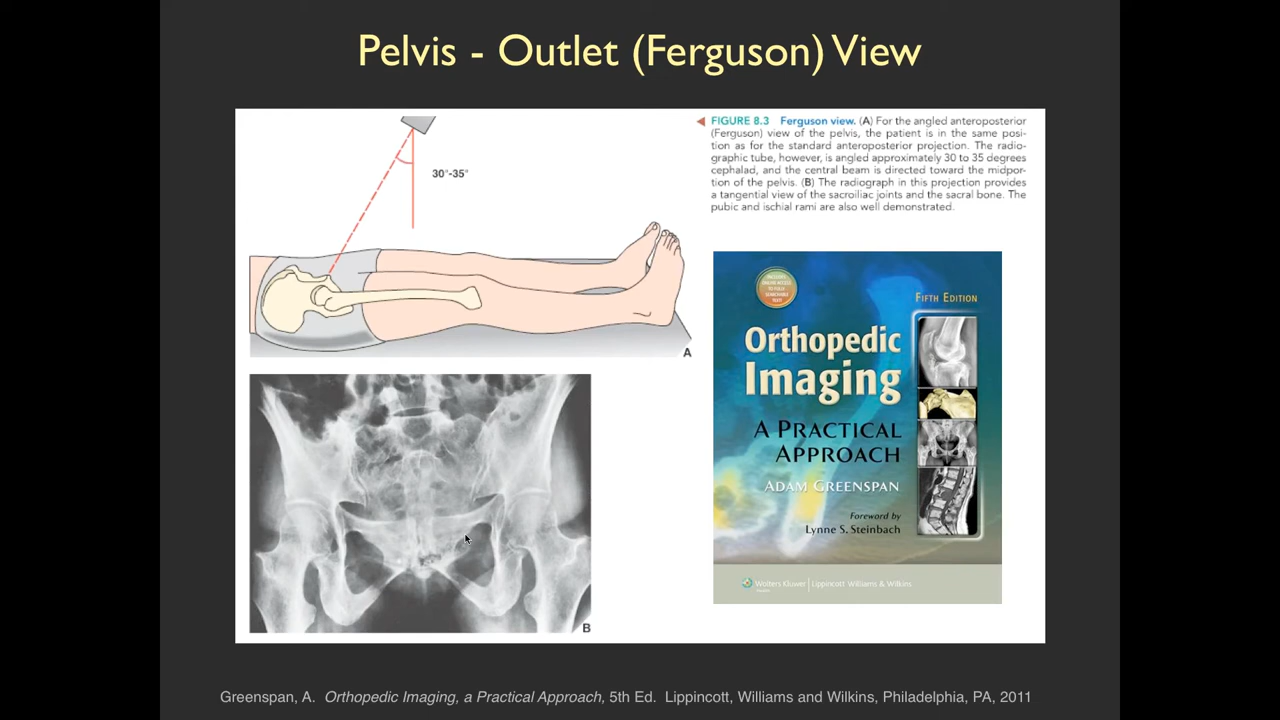 Pelvis - Outlet (Ferguson) View
30°-35°
A
FIGURE 8.3 Ferguson view. (A) For the angled anteroposterior
(Ferguson) view of the pelvis, the patient is in the same posi-
tion as for the standard anteroposterior projection. The radio-
graphic tube, however, is angled approximately 30 to 35 degrees
cephalad, and the central beam is directed toward the midpor-
tion of the pelvis. (B) The radiograph in this projection provides
a tangential view of the sacroiliac joints and the sacral bone. The
pubic and ischial rami are also well demonstrated.
B
FIFTH EDITION
Orthopedic
Imaging
A PRACTICAL
APPROACH
ADAM GREENSPAN
Foreword by
Lynne S. Steinbach
Wolters Kluwer | Lippincott Williams & Wilkins
Greenspan, A. Orthopedic Imaging, a Practical Approach, 5th Ed. Lippincott, Williams and Wilkins, Philadelphia, PA, 2011